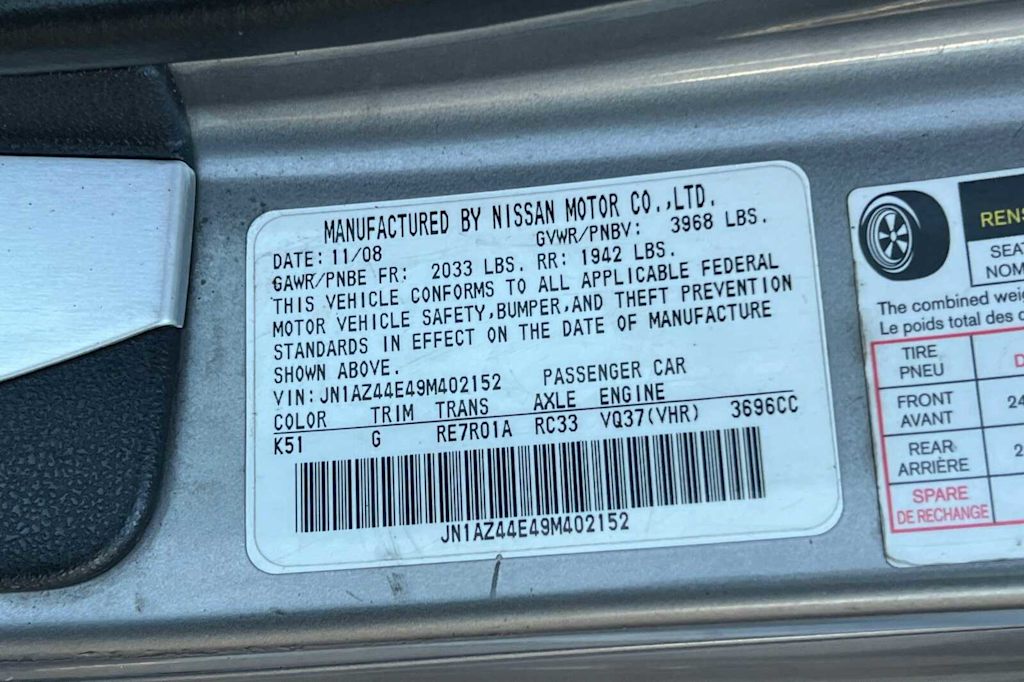 MANUFACTURED BY NISSAN MOTOR CO.,LTD.
DATE: 11/08 GVWR/PNBV: 3968 LBS.
GAWR/PNBE FR: 2033 LBS. RR: 1942 LBS.
THIS VEHICLE CONFORMS TO ALL APPLICABLE FEDERAL
MOTOR VEHICLE SAFETY,BUMPER,AND THEFT PREVENTION
STANDARDS IN EFFECT ON THE DATE OF MANUFACTURE
SHOWN ABOVE.
VIN: JN1AZ44E49M402152 PASSENGER CAR
COLOR TRIM TRANS AXLE ENGINE
K51 G RE7R01A RC33 VQ37(VHR) 3696CC
JN1AZ44E49M402152
The combined
Le poids total des
TIRE
PNEU
FRONT
AVANT
REAR
ARRIÈRE
SPARE
DE RECHANGE